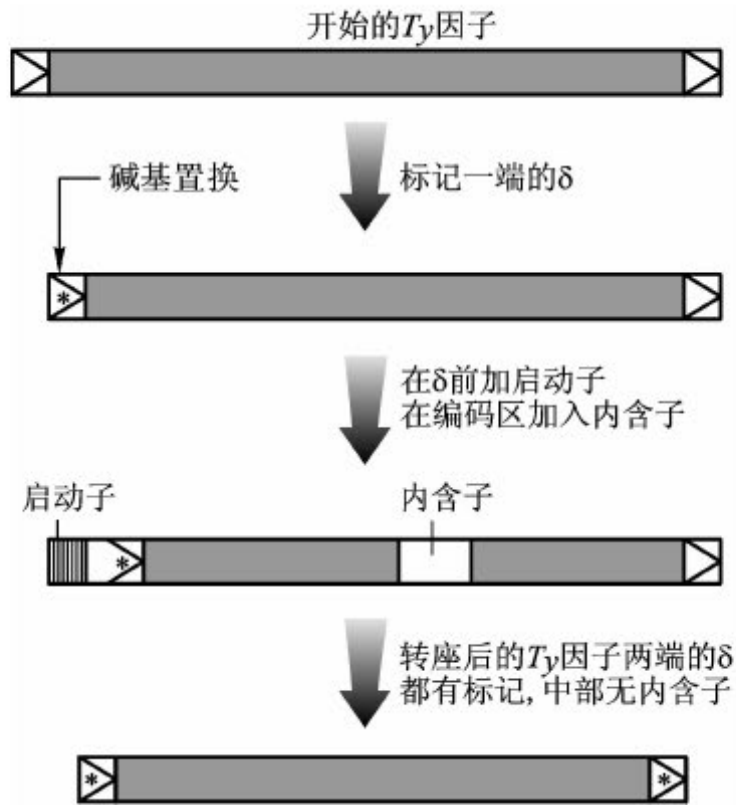 开始的Ty因子
碱基置换
标记一端的δ
*
在δ前加启动子
在编码区加入内含子
启动子
内含子
*
转座后的Ty因子两端的δ
都有标记, 中部无内含子
* *